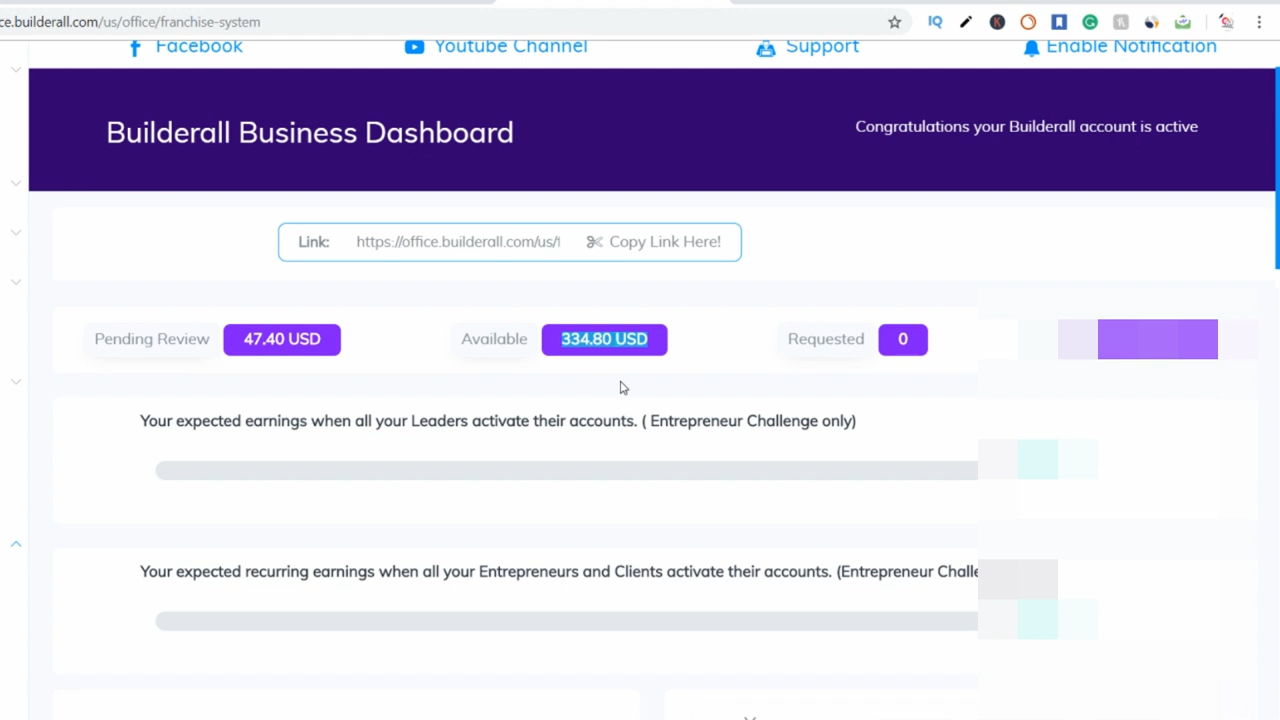 ce.builderall.com/us/office/franchise-system
IQ
Facebook
Youtube Channel
Support
Enable Notification
Builderall Business Dashboard
Congratulations your Builderall account is active
Link: https://office.builderall.com/us/ Copy Link Here!
Pending Review 47.40 USD Available 334.80 USD Requested 0
Your expected earnings when all your Leaders activate their accounts. ( Entrepreneur Challenge only)
Your expected recurring earnings when all your Entrepreneurs and Clients activate their accounts. (Entrepreneur Challe